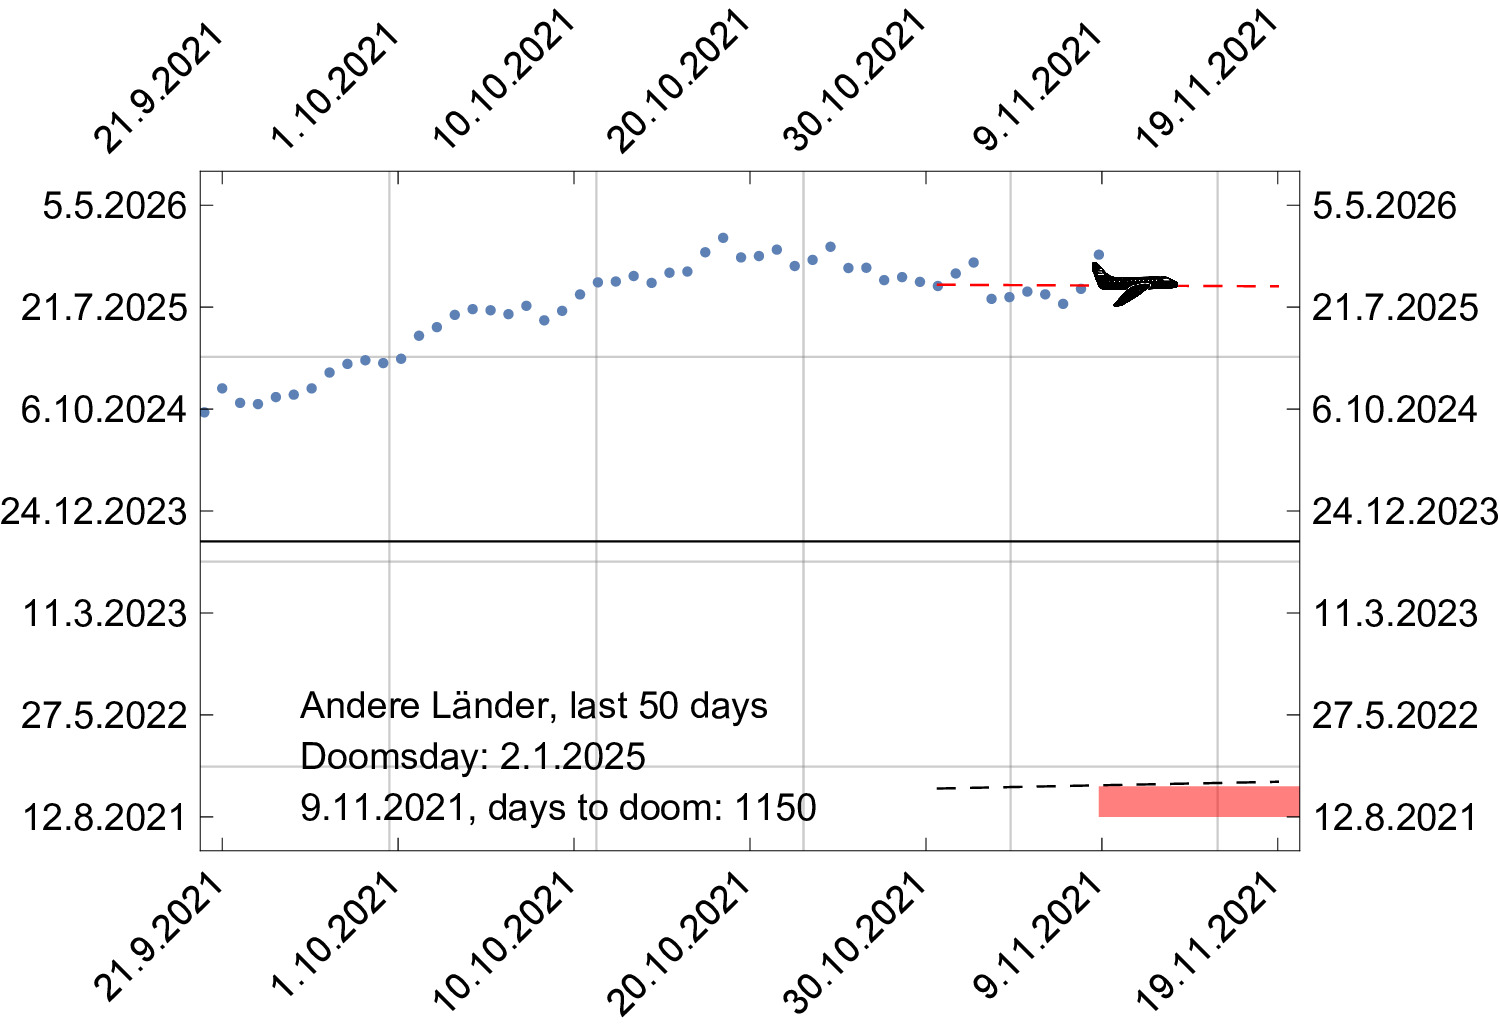 21.9.2021 1.10.2021 10.10.2021 20.10.2021 30.10.2021 9.11.2021 19.11.2021
5.5.2026 5.5.2026
21.7.2025 21.7.2025
6.10.2024 6.10.2024
24.12.2023 24.12.2023
11.3.2023 11.3.2023
27.5.2022 27.5.2022
12.8.2021 12.8.2021
Andere Länder, last 50 days
Doomsday: 2.1.2025
9.11.2021, days to doom: 1150
21.9.2021 1.10.2021 10.10.2021 20.10.2021 30.10.2021 9.11.2021 19.11.2021